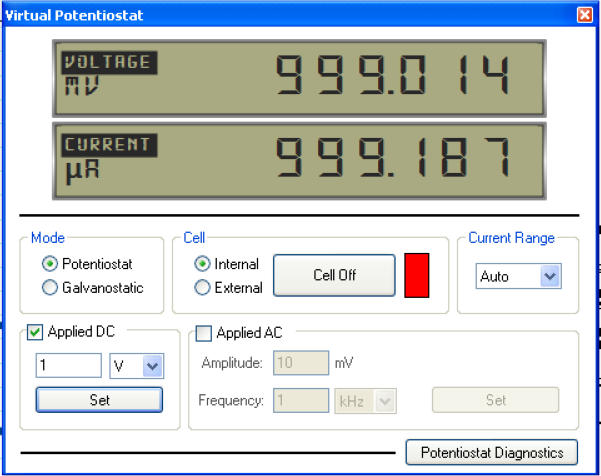 Virtual Potentiostat
VOLTAGE
mV 999.014
CURRENT
µA 999.187
Mode Cell Current Range
Potentiostat Internal Cell Off Auto
Galvanostatic External
Applied DC Applied AC
1 V Amplitude: 10 mV
Set Frequency: 1 kHz Set
Potentiostat Diagnostics